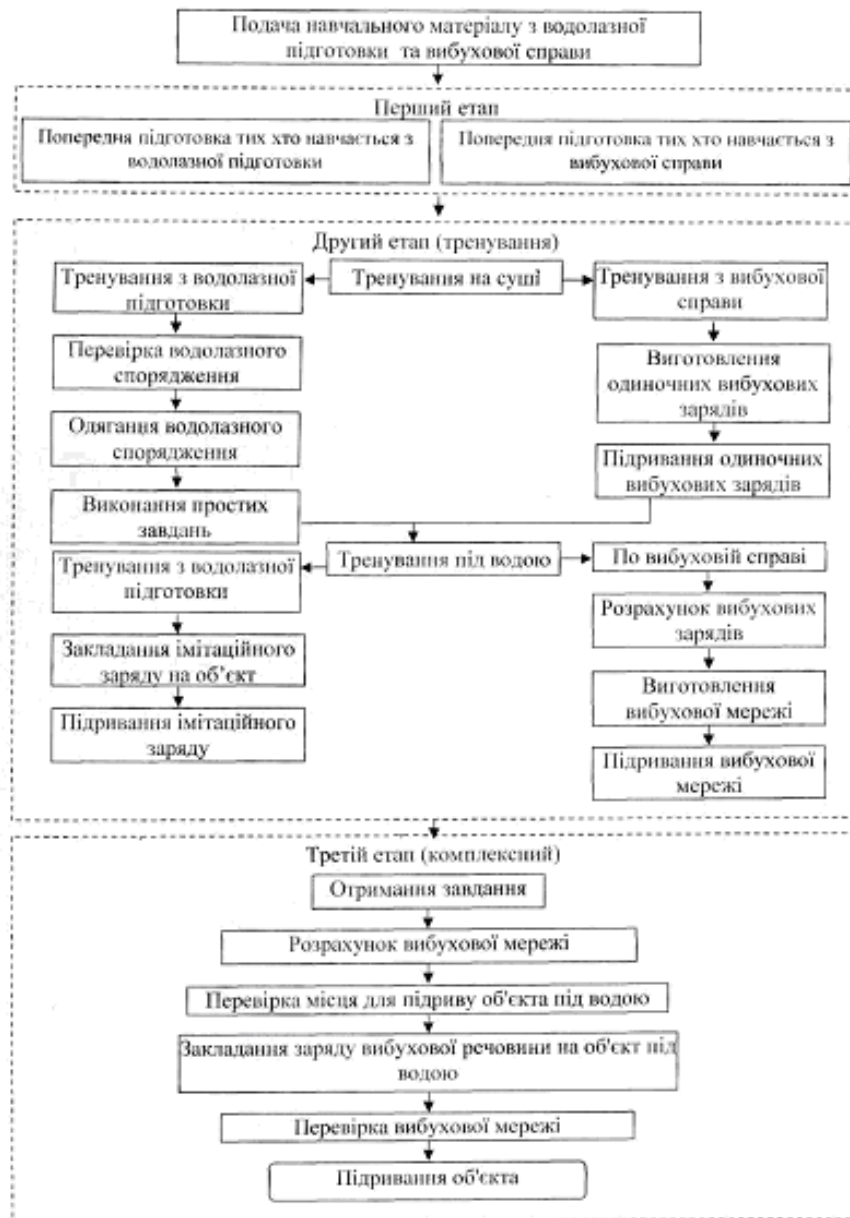 Подача навчального матеріалу з водолазної
підготовки та вибухової справи
Перший етап
Попередня підготовка тих хто навчається з
водолазної підготовки
Попередня підготовка тих хто навчається з
вибухової справи
Другий етап (тренування)
Тренування з водолазної
підготовки
Тренування на суші
Тренування з вибухової
справи
Перевірка водолазного
спорядження
Виготовлення
одиночних вибухових
зарядів
Одягання водолазного
спорядження
Підривання одиночних
вибухових зарядів
Виконання простих
завдань
Тренування з водолазної
підготовки
Тренування під водою
По вибуховій справі
Розрахунок вибухових
зарядів
Закладання імітаційного
заряду на об'єкт
Виготовлення
вибухової мережі
Підривання імітаційного
заряду
Підривання вибухової
мережі
Третій етап (комплексний)
Отримання завдання
Розрахунок вибухової мережі
Перевірка місця для підриву об'єкта під водою
Закладання заряду вибухової речовини на об'єкт під
водою
Перевірка вибухової мережі
Підривання об'єкта